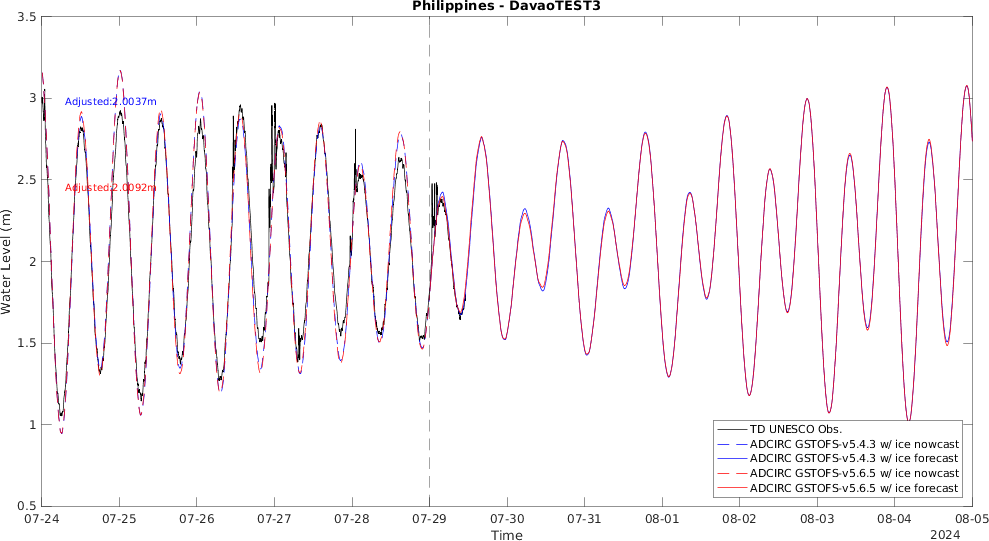 Philippines - DavaoTEST3
3.5
3
2.5
2
1.5
1
0.5
Water Level (m)
Adjusted:2.0037m
Adjusted:2.0092m
TD UNESCO Obs.
ADCIRC GSTOFS-v5.4.3 w/ ice nowcast
ADCIRC GSTOFS-v5.4.3 w/ ice forecast
ADCIRC GSTOFS-v5.6.5 w/ ice nowcast
ADCIRC GSTOFS-v5.6.5 w/ ice forecast
07-24 07-25 07-26 07-27 07-28 07-29 07-30 07-31 08-01 08-02 08-03 08-04 08-05
Time
2024